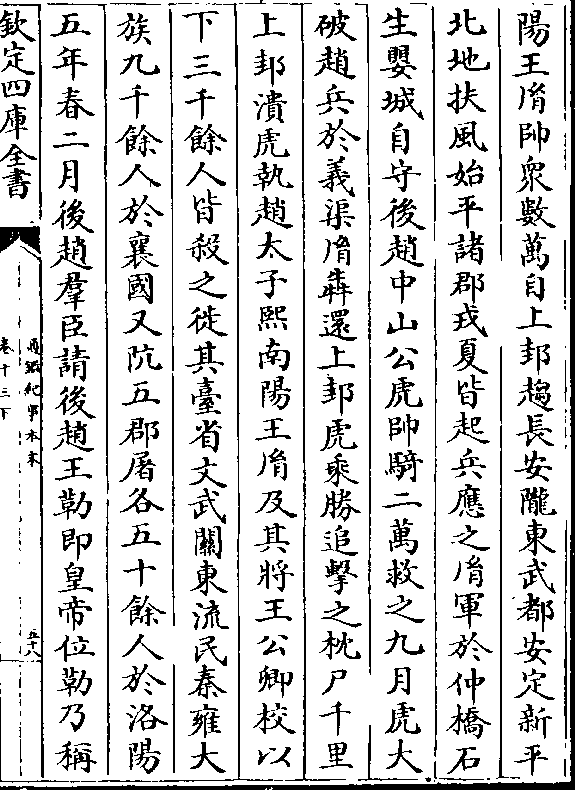 陽王𦙍帥衆數萬自上邽趨長安隴東武都安定新平
北地扶風始平諸郡戎夏皆起兵應之𦙍軍於仲橋石
生嬰城自守後趙中山公虎帥騎二萬救之九月虎大
破趙兵於義渠𦙍犇還上邽虎乘勝追擊之枕尸千里
上邽潰虎執趙太子熙南陽王𦙍及其將王公卿校以
下三千餘人皆殺之徙其臺省文武關東流民秦雍大
族九千餘人於襄國又阬五郡屠各五十餘人於洛陽
五年春二月後趙羣臣請後趙王勒即皇帝位勒乃稱
欽定四庫全書
通鑑紀事本末
卷十三下
五十八